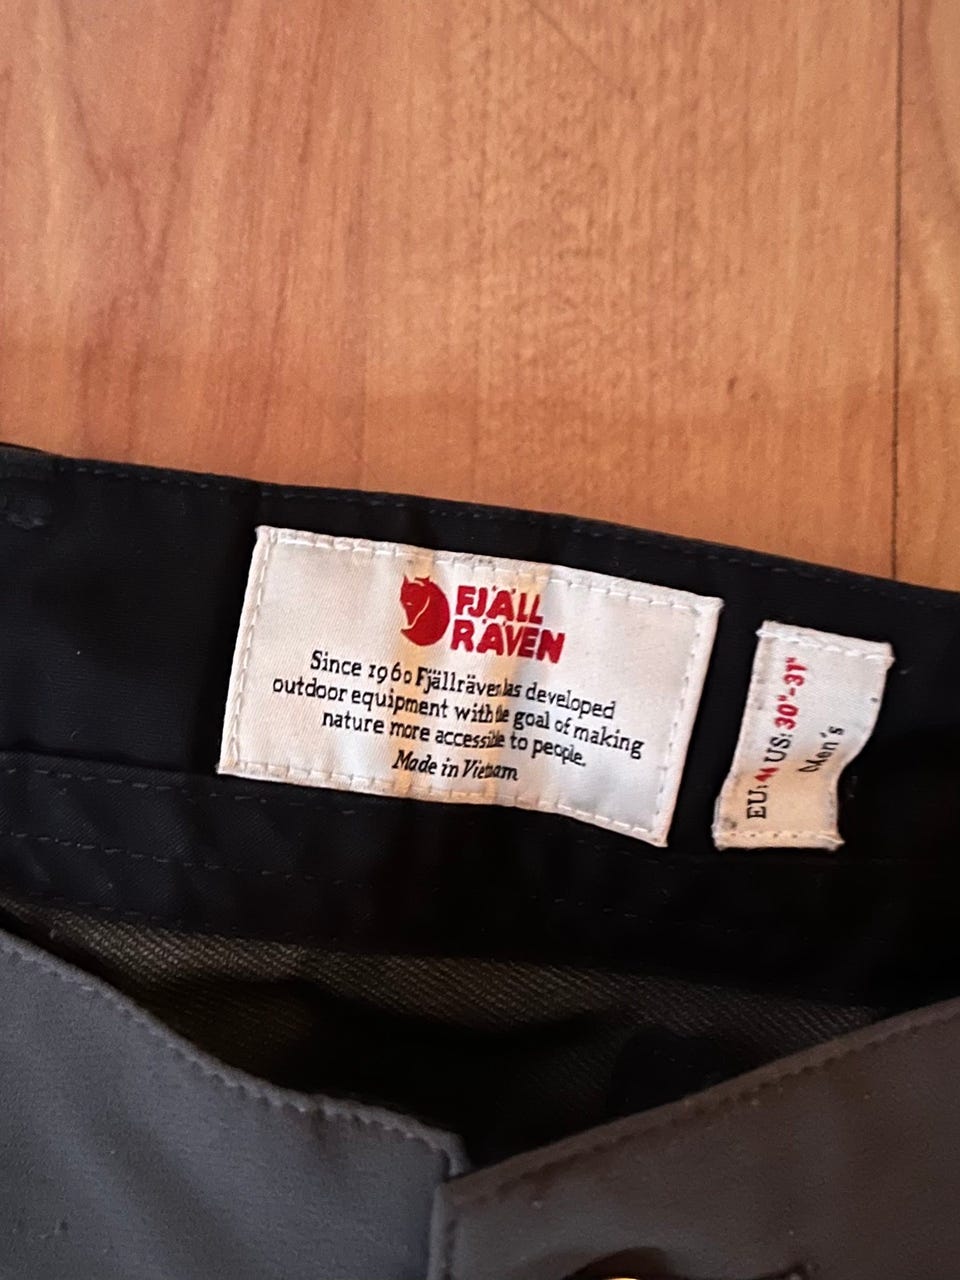 FJÄLL
RÄVEN
Since 1960 Fjällräven has developed
outdoor equipment with the goal of making
nature more accessible to people.
Made in Vietnam
EU: US: 30"-31"
Men's